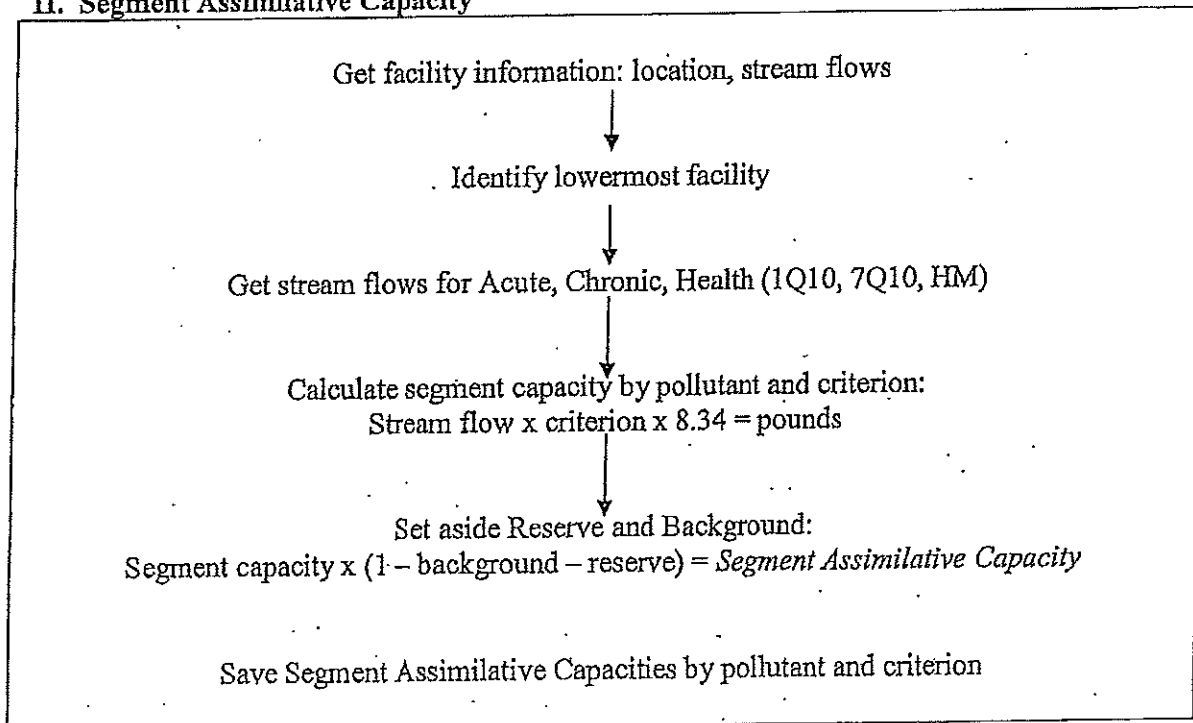 II. Segment Assimilative Capacity
Get facility information: location, stream flows
Identify lowermost facility
Get stream flows for Acute, Chronic, Health (1Q10, 7Q10, HM)
Calculate segment capacity by pollutant and criterion:
Stream flow x criterion x 8.34 = pounds
Set aside Reserve and Background:
Segment capacity x (1 – background – reserve) = Segment Assimilative Capacity
Save Segment Assimilative Capacities by pollutant and criterion